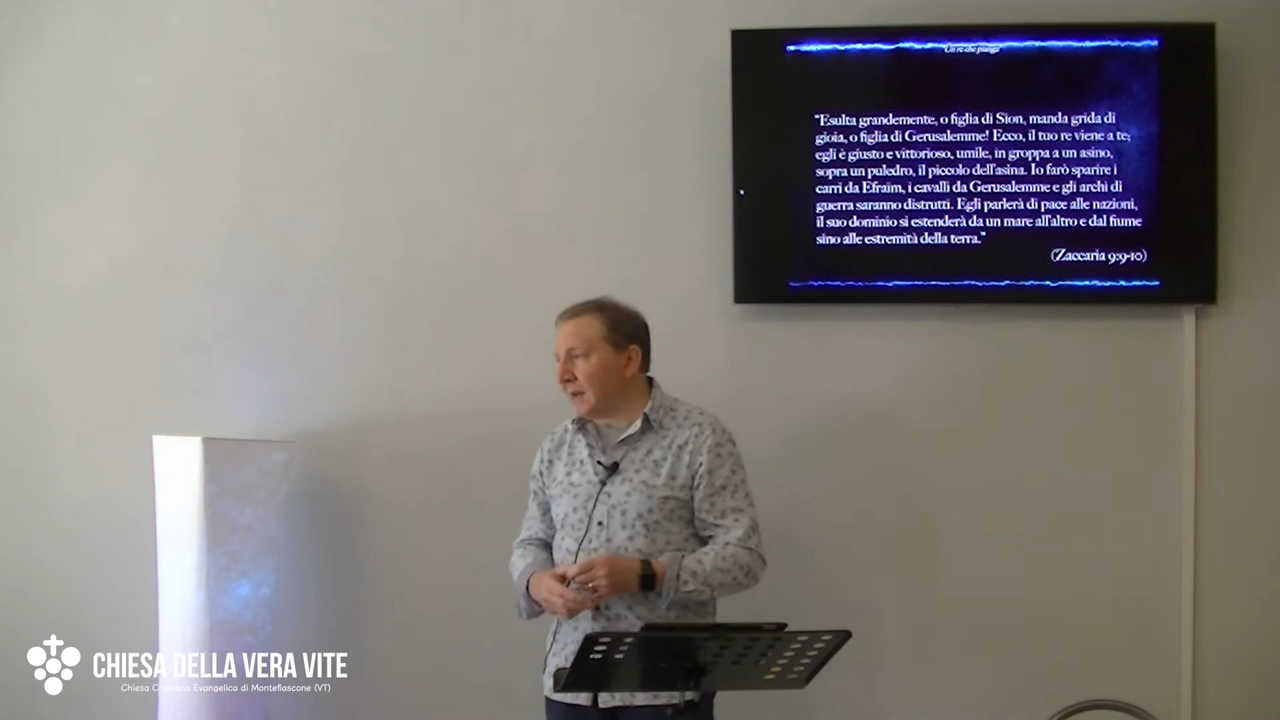 Un re che piange
“Esulta grandemente, o figlia di Sion, manda grida di
gioia, o figlia di Gerusalemme! Ecco, il tuo re viene a te;
egli è giusto e vittorioso, umile, in groppa a un asino,
sopra un puledro, il piccolo dell’asina. Io farò sparire i
carri da Efraim, i cavalli da Gerusalemme e gli archi di
guerra saranno distrutti. Egli parlerà di pace alle nazioni,
il suo dominio si estenderà da un mare all’altro e dal fiume
sino alle estremità della terra.”
(Zaccaria 9:9-10)
CHIESA DELLA VERA VITE
Chiesa Cristiana Evangelica di Montefiascone (VT)